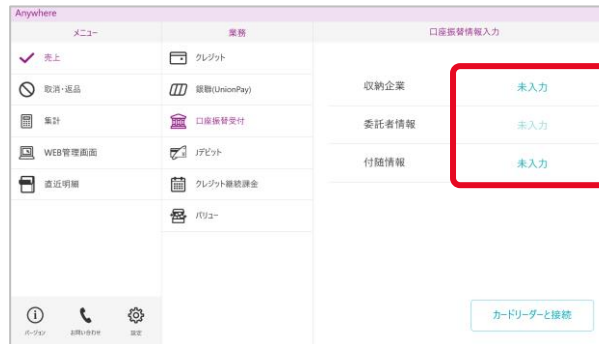 Anywhere
メニュー
業務
口座振替情報入力
売上
取消・返品
集計
WEB管理画面
直近明細
クレジット
銀聯(UnionPay)
口座振替受付
Jデビット
クレジット継続課金
バリュー
収納企業 未入力
委託者情報 未入力
付随情報 未入力
バージョン お問い合わせ 設定
カードリーダーと接続